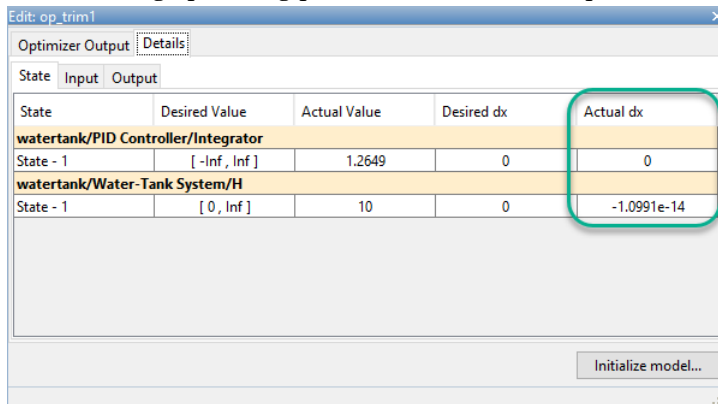 Edit: op_trim1
Optimizer Output Details
State Input Output
State Desired Value Actual Value Desired dx Actual dx
watertank/PID Controller/Integrator
State - 1 [ -Inf , Inf ] 1.2649 0 0
watertank/Water-Tank System/H
State - 1 [ 0 , Inf ] 10 0 -1.0991e-14
Initialize model...